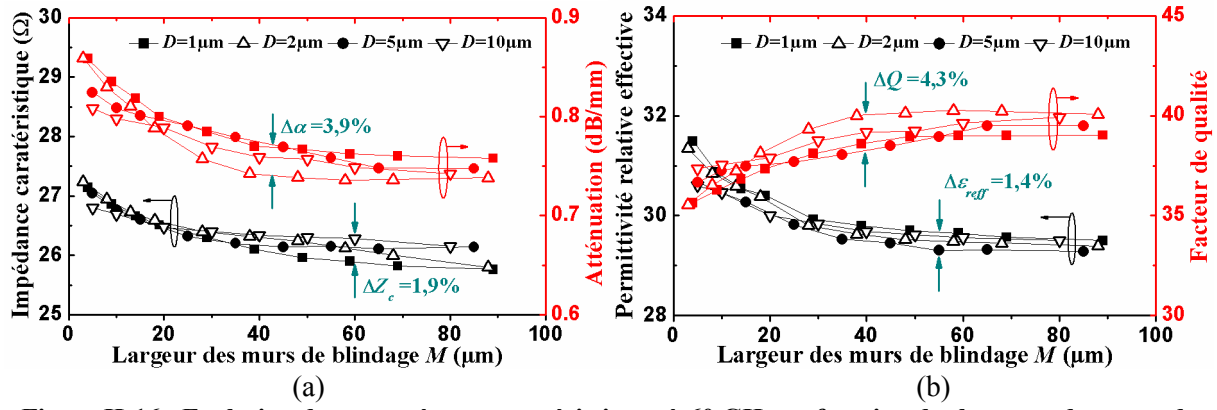 30
29
28
27
26
25
0
20
40
60
80
100
0.9
0.8
0.7
0.6
Impédance caratéristique (Ω)
Atténuation (dB/mm)
Largeur des murs de blindage M (µm)
D=1µm D=2µm D=5µm D=10µm
Δα=3,9%
ΔZc=1,9%
(a)
34
32
30
28
0
20
40
60
80
100
45
40
35
30
Permittivité relative effective
Facteur de qualité
Largeur des murs de blindage M (µm)
D=1µm D=2µm D=5µm D=10µm
ΔQ=4,3%
Δεreff=1,4%
(b)